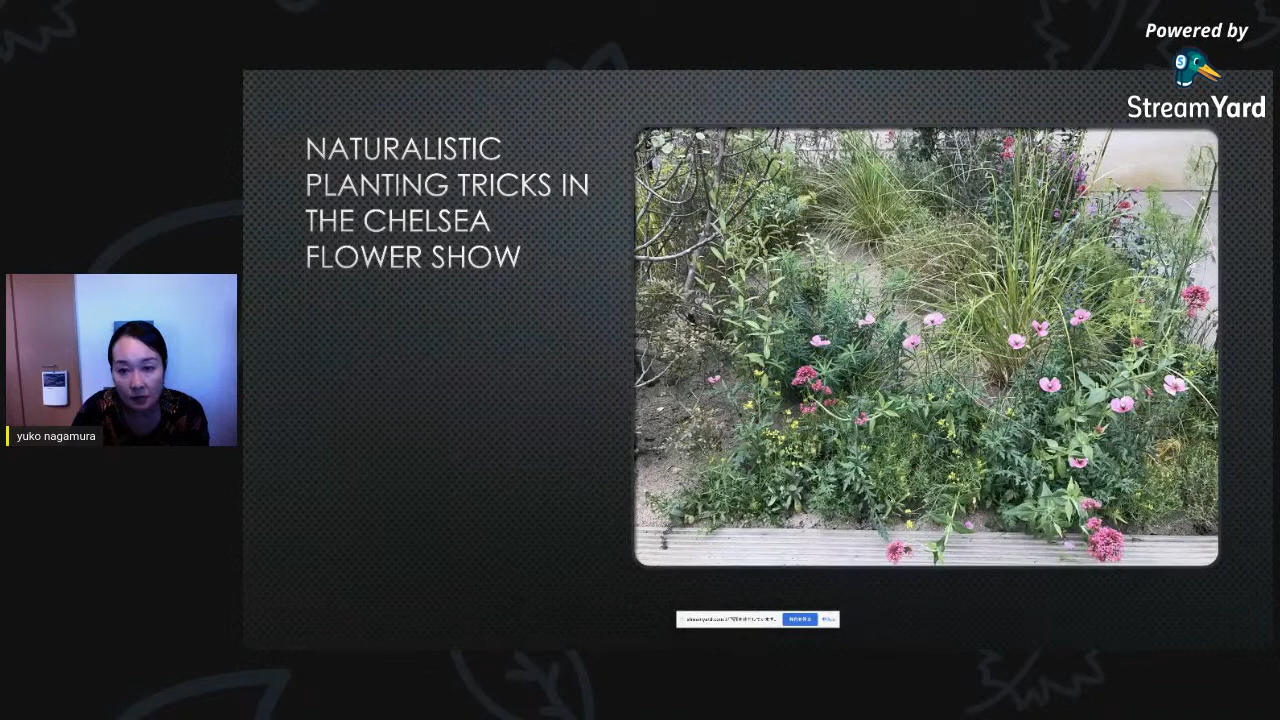 Powered by
StreamYard
NATURALISTIC
PLANTING TRICKS IN
THE CHELSEA
FLOWER SHOW
yuko nagamura